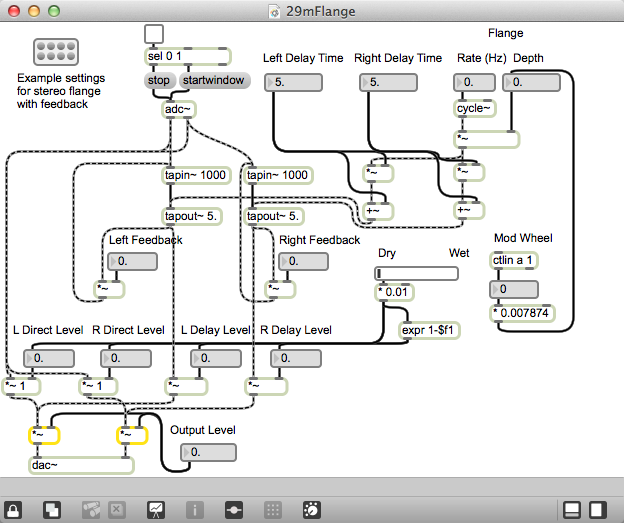 29mFlange
Flange
Example settings
for stereo flange
with feedback
sel 0 1
stop
startwindow
Left Delay Time
Right Delay Time
Rate (Hz)
Depth
5.
5.
0.
0.
adc~
cycle~
*~
tapin~ 1000
tapin~ 1000
*~
*~
tapout~ 5.
tapout~ 5.
+~
+~
Left Feedback
Right Feedback
Mod Wheel
0.
0.
Dry
Wet
ctlin a 1
*~
*~
* 0.01
0
* 0.007874
L Direct Level
R Direct Level
L Delay Level
R Delay Level
expr 1-$f1
0.
0.
0.
0.
*~ 1
*~ 1
*~
*~
*~
*~
Output Level
0.
dac~